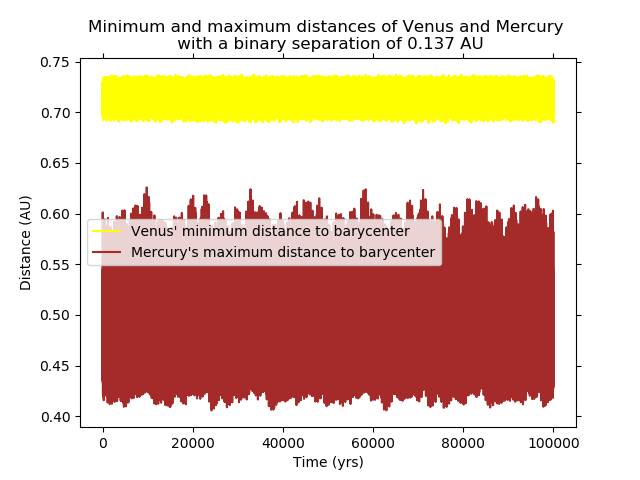 Minimum and maximum distances of Venus and Mercury
with a binary separation of 0.137 AU
0.75
0.70
0.65
0.60
0.55
0.50
0.45
0.40
Distance (AU)
Venus' minimum distance to barycenter
Mercury's maximum distance to barycenter
0
20000
40000
60000
80000
100000
Time (yrs)